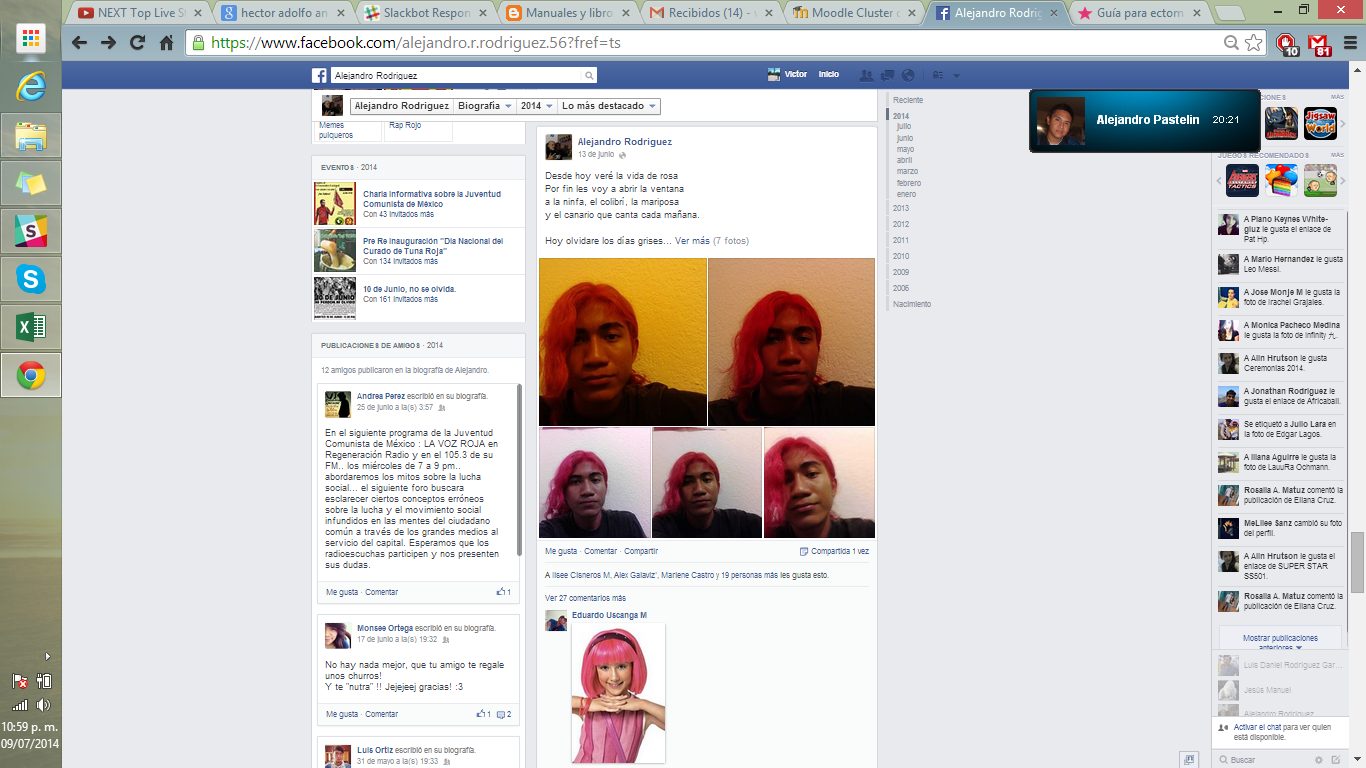 NEXT Top Live S
hector adolfo an
Slackbot Respon
Manuales y libro
Recibidos (14) - v
Moodle Cluster d
Alejandro Rodrig
Guía para ectom
https://www.facebook.com/alejandro.r.rodriguez.56?fref=ts
10
81
Alejandro Rodriguez
Victor
Inicio
Alejandro Rodriguez
Biografía
2014
Lo más destacado
Memes
pulqueros
Rap Rojo
EVENTOS · 2014
Charla Informativa sobre la Juventud
Comunista de México
Con 43 invitados más
Pre Re inauguración "Dia Nacional del
Curado de Tuna Roja"
Con 134 invitados más
10 de Junio, no se olvida.
Con 161 invitados más
PUBLICACIONES DE AMIGOS · 2014
12 amigos publicaron en la biografía de Alejandro.
Andrea Perez escribió en su biografía.
25 de junio a la(s) 3:57
En el siguiente programa de la Juventud
Comunista de México : LA VOZ ROJA en
Regeneración Radio y en el 105.3 de su
FM.. los miércoles de 7 a 9 pm..
abordaremos los mitos sobre la lucha
social... el siguiente foro buscara
esclarecer ciertos conceptos erróneos
sobre la lucha y el movimiento social
infundidos en las mentes del ciudadano
común a través de los grandes medios al
servicio del capital. Esperamos que los
radioescuchas participen y nos presenten
sus dudas.
Me gusta · Comentar
1
Monsee Ortega escribió en su biografía.
17 de junio a la(s) 19:32
No hay nada mejor, que tu amigo te regale
unos churros!
Y te "nutra" !! Jejejeej gracias! :3
Me gusta · Comentar
1
2
Luis Ortiz escribió en su biografía.
31 de mayo a la(s) 19:33
Alejandro Rodriguez
13 de junio
Desde hoy veré la vida de rosa
Por fin les voy a abrir la ventana
a la ninfa, el colibrí, la mariposa
y el canario que canta cada mañana.
Hoy olvidare los días grises... Ver más (7 fotos)
Me gusta · Comentar · Compartir
Compartida 1 vez
A Ilsee Cisneros M, Alex Galaviz', Marlene Castro y 19 personas más les gusta esto.
Ver 27 comentarios más
Eduardo Uscanga M
Reciente
2014
julio
junio
mayo
abril
marzo
febrero
enero
2013
2012
2011
2010
2009
2006
Nacimiento
Alejandro Pastelin 20:21
CIONES
MÁS
Jigsaw
World
JUEGOS RECOMENDADOS
MÁS
TACTICS
A Piano Keynes White-
gluz le gusta el enlace de
Pat Hp.
A Mario Hernandez le gusta
Leo Messi.
A Jose Monje M le gusta la
foto de Irachel Grajales.
A Monica Pacheco Medina
le gusta la foto de Infinity
A Alin Hrutson le gusta
Ceremonias 2014.
A Jonathan Rodriguez le
gusta el enlace de Africaball.
Se etiquetó a Julio Lara en
la foto de Edgar Lagos.
A Iliana Aguirre le gusta la
foto de LauuRa Ochmann.
Rosalia A. Matuz comentó la
publicación de Eliana Cruz.
MeLilee Sanz cambió su foto
del perfil.
A Alin Hrutson le gusta el
enlace de SUPER STAR
SS501.
Rosalia A. Matuz comentó la
publicación de Eliana Cruz.
Mostrar publicaciones
anteriores
Luis Daniel Rodriguez Gar...
Jesús Manuel
Alejandro Rodriguez
Activar el chat para ver quien
está disponible.
Buscar
10:59 p. m.
09/07/2014